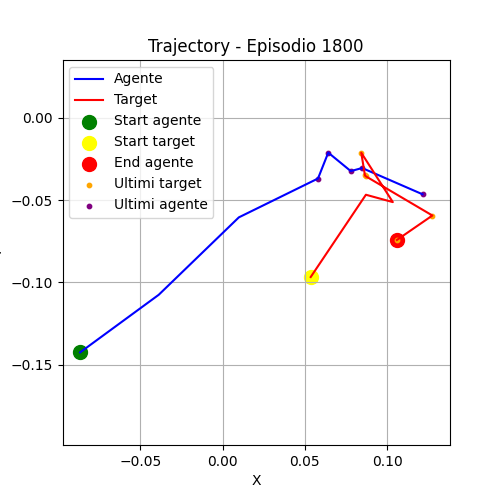 Trajectory - Episodio 1800
Agente
Target
Start agente
Start target
End agente
Ultimi target
Ultimi agente
0.00
−0.05
−0.10
−0.15
−0.05
0.00
0.05
0.10
X